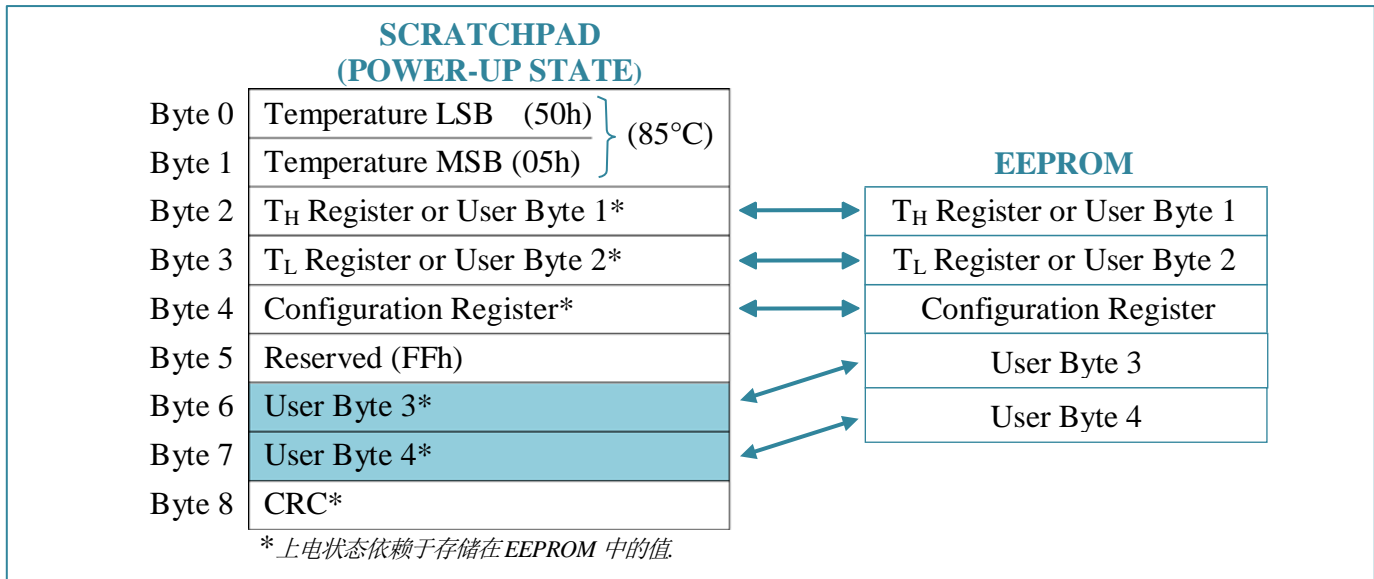 SCRATCHPAD
(POWER-UP STATE)
Byte 0 Temperature LSB (50h)
(85°C)
Byte 1 Temperature MSB (05h)
EEPROM
Byte 2 TH Register or User Byte 1* TH Register or User Byte 1
Byte 3 TL Register or User Byte 2* TL Register or User Byte 2
Byte 4 Configuration Register* Configuration Register
Byte 5 Reserved (FFh) User Byte 3
Byte 6 User Byte 3* User Byte 4
Byte 7 User Byte 4*
Byte 8 CRC*
*上电状态依赖于存储在 EEPROM 中的值.